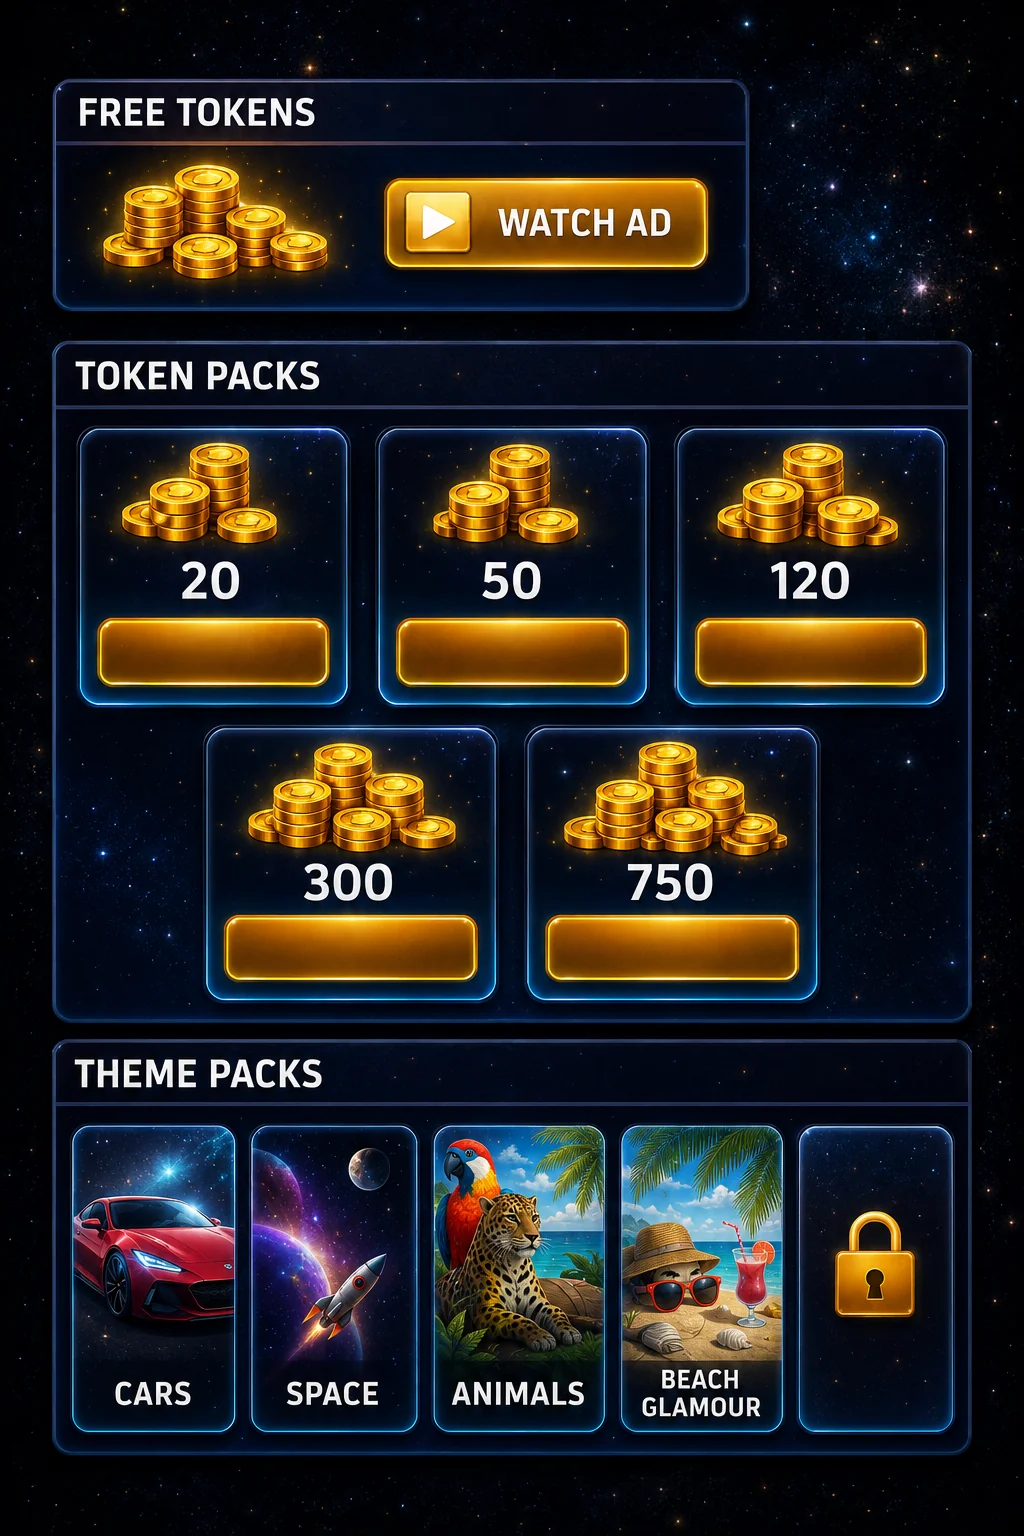 FREE TOKENS
WATCH AD
TOKEN PACKS
20
50
120
300
750
THEME PACKS
CARS
SPACE
ANIMALS
BEACH
GLAMOUR